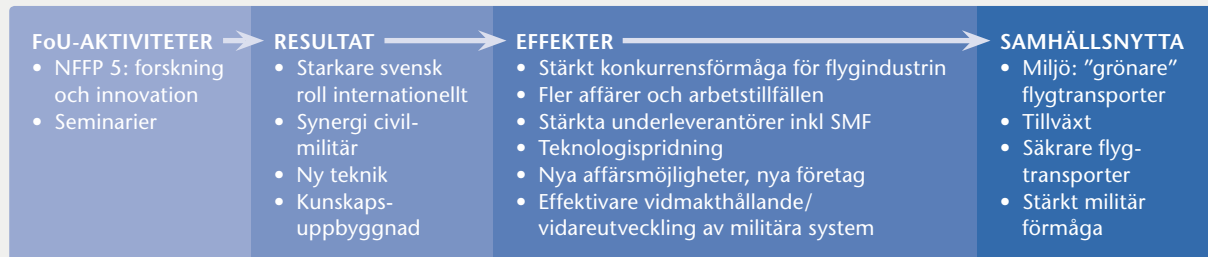 FoU-AKTIVITETER
• NFFP 5: forskning
och innovation
• Seminarier
RESULTAT
• Starkare svensk
roll internationellt
• Synergi civil-
militär
• Ny teknik
• Kunskaps-
uppbyggnad
EFFEKTER
• Stärkt konkurrensförmåga för flygindustrin
• Fler affärer och arbetstillfällen
• Stärkta underleverantörer inkl SMF
• Teknologispridning
• Nya affärsmöjligheter, nya företag
• Effektivare vidmakthållande/
vidareutveckling av militära system
SAMHÄLLSNYTTA
• Miljö: ”grönare”
flygtransporter
• Tillväxt
• Säkrare flyg-
transporter
• Stärkt militär
förmåga